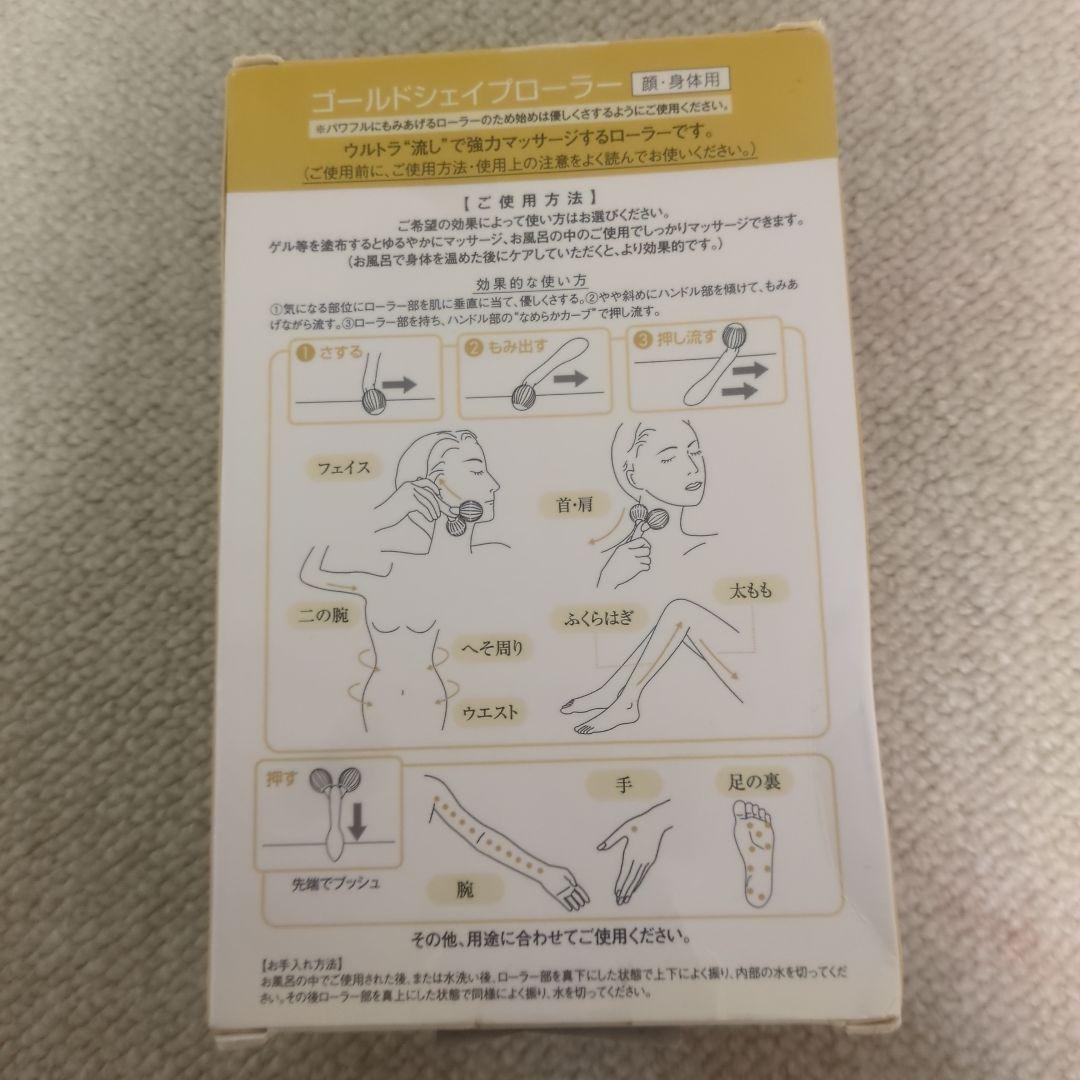 ゴールドシェイプローラー 顔・身体用
※パワフルにもみあげるローラーのため始めは優しくさするようにご使用ください。
ウルトラ“流し”で強力マッサージするローラーです。
(ご使用前に、ご使用方法・使用上の注意をよく読んでお使いください。)
【ご使用方法】
ご希望の効果によって使い方はお選びください。
ゲル等を塗布するとゆるやかにマッサージ、お風呂の中のご使用でしっかりマッサージできます。
(お風呂で身体を温めた後にケアしていただくと、より効果的です。)
効果的な使い方
①気になる部位にローラー部を肌に垂直に当て、優しくさする。②やや斜めにハンドル部を傾けて、もみあ
げながら流す。③ローラー部を持ち、ハンドル部の“なめらかカーブ”で押し流す。
❶さする
❷もみ出す
❸押し流す
フェイス
首・肩
二の腕
へそ周り
ウエスト
ふくらはぎ
太もも
押す
先端でプッシュ
腕
手
足の裏
その他、用途に合わせてご使用ください。
【お手入れ方法】
お風呂の中でご使用された後、または水洗い後、ローラー部を真下にした状態で上下によく振り、内部の水を切ってくだ
さい。その後ローラー部を真上にした状態で同様によく振り、水を切ってください。